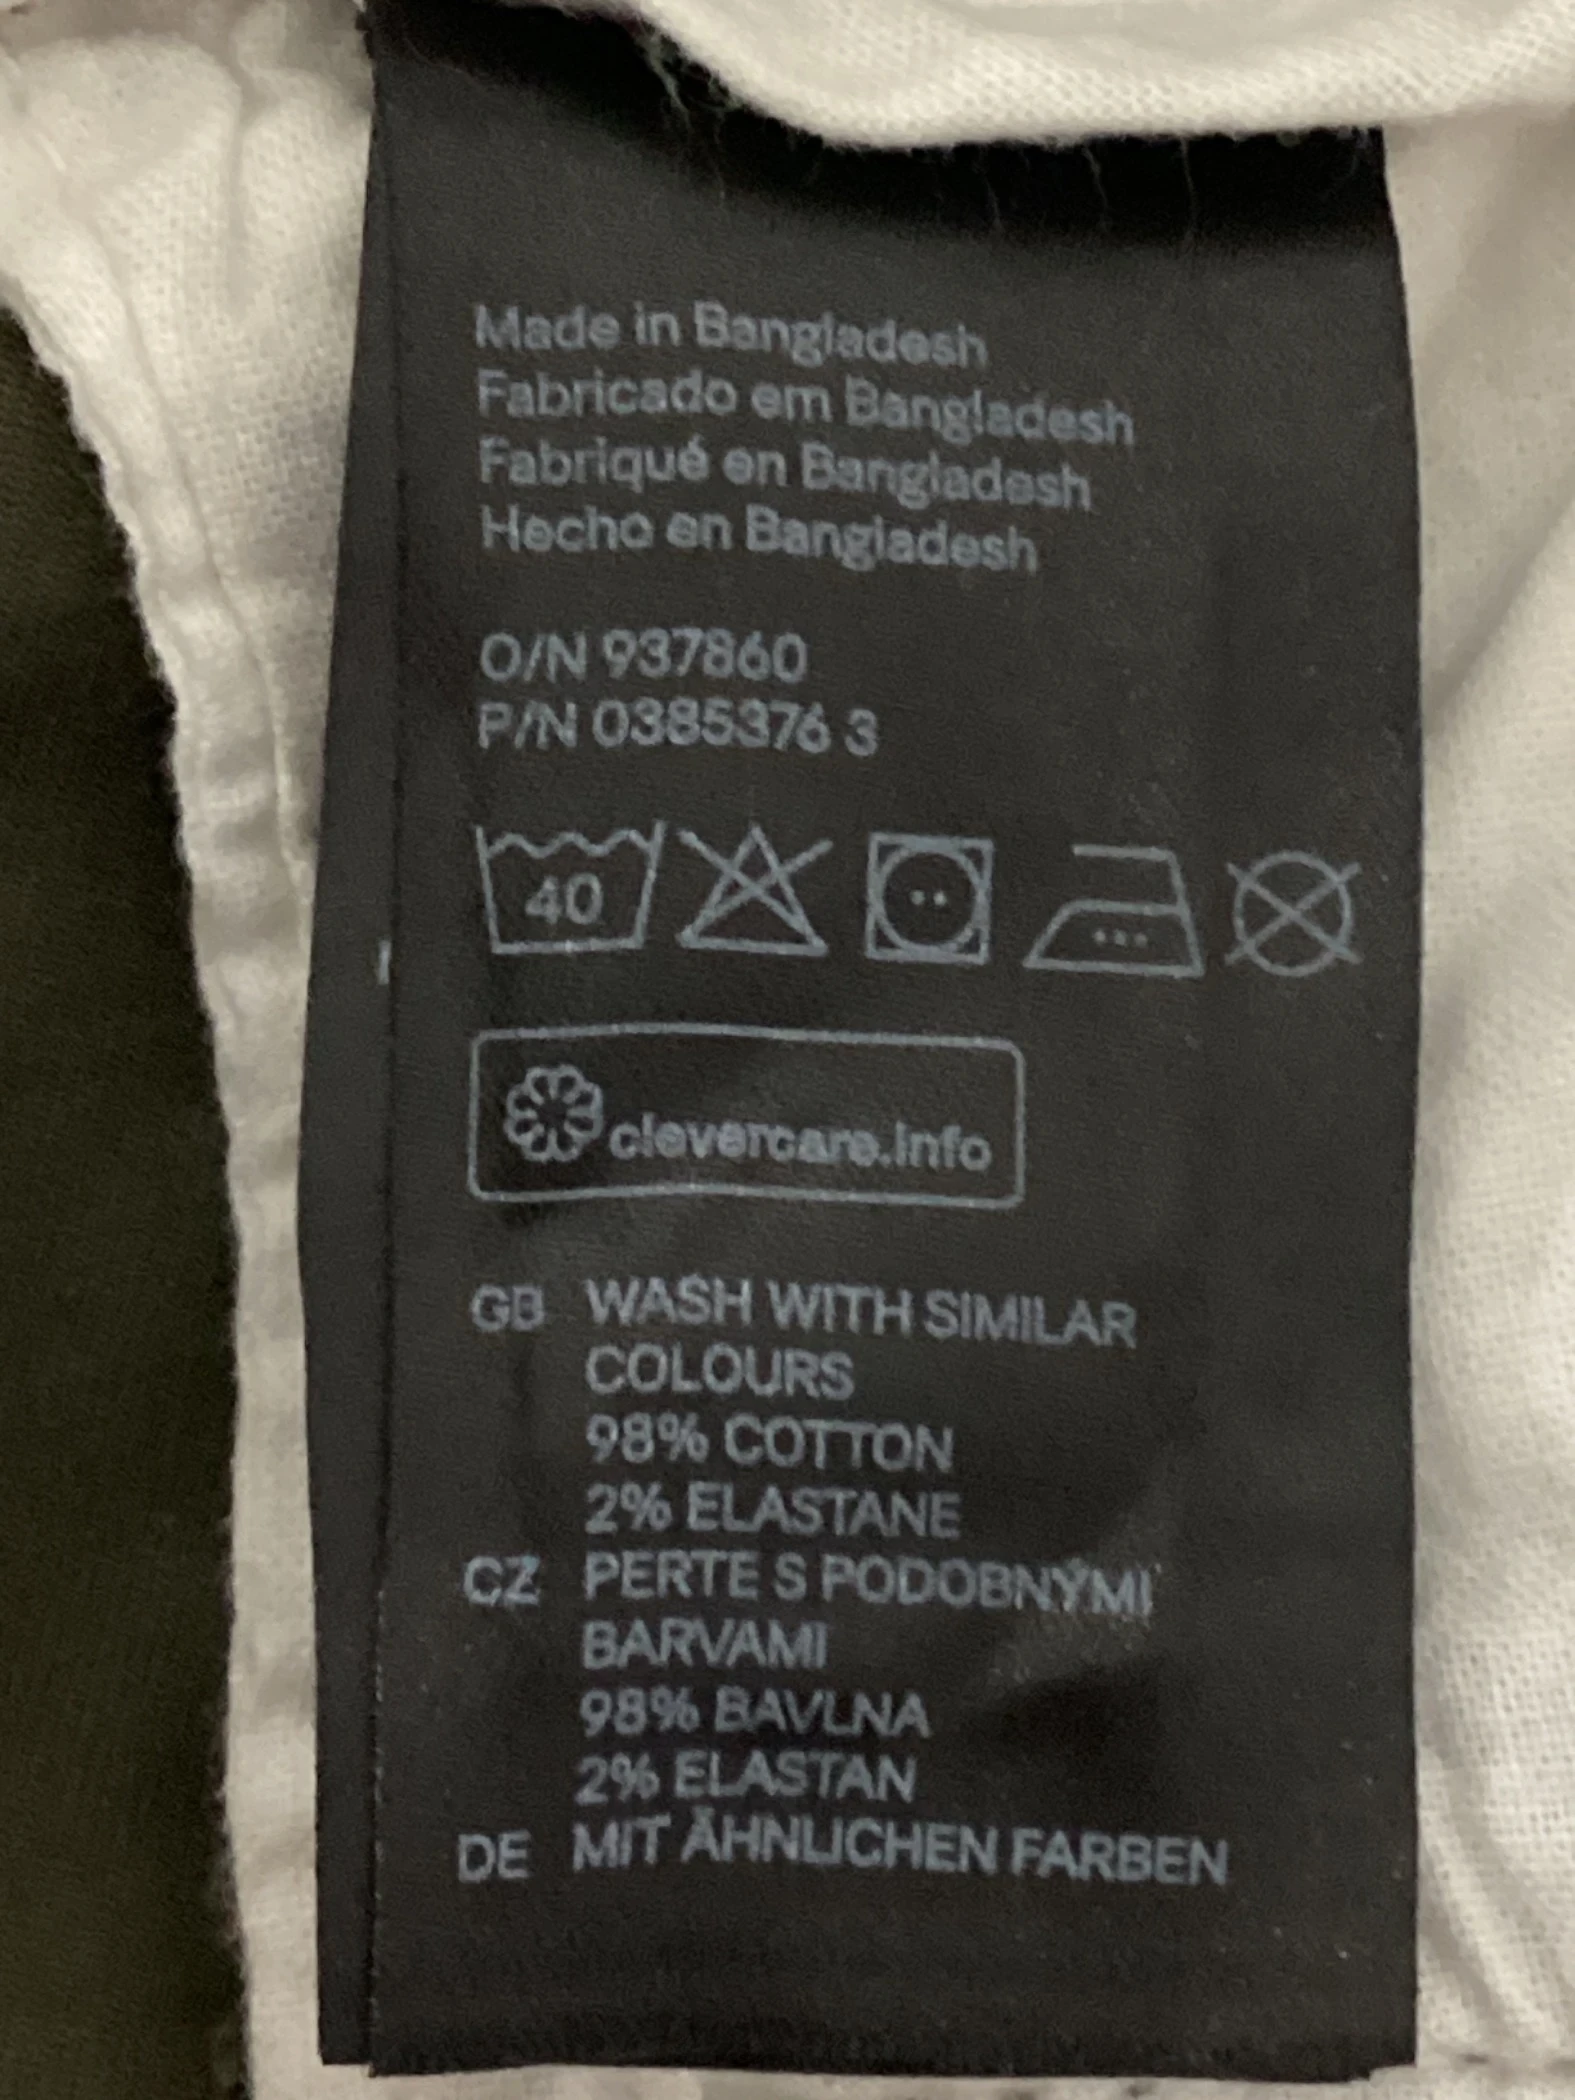 Made in Bangladesh
Fabricado em Bangladesh
Fabriqué en Bangladesh
Hecho en Bangladesh
O/N 937860
P/N 0385376 3
40
clevercare.info
GB WASH WITH SIMILAR
COLOURS
98% COTTON
2% ELASTANE
CZ PERTE S PODOBNÝMI
BARVAMI
98% BAVLNA
2% ELASTAN
DE MIT ÄHNLICHEN FARBEN